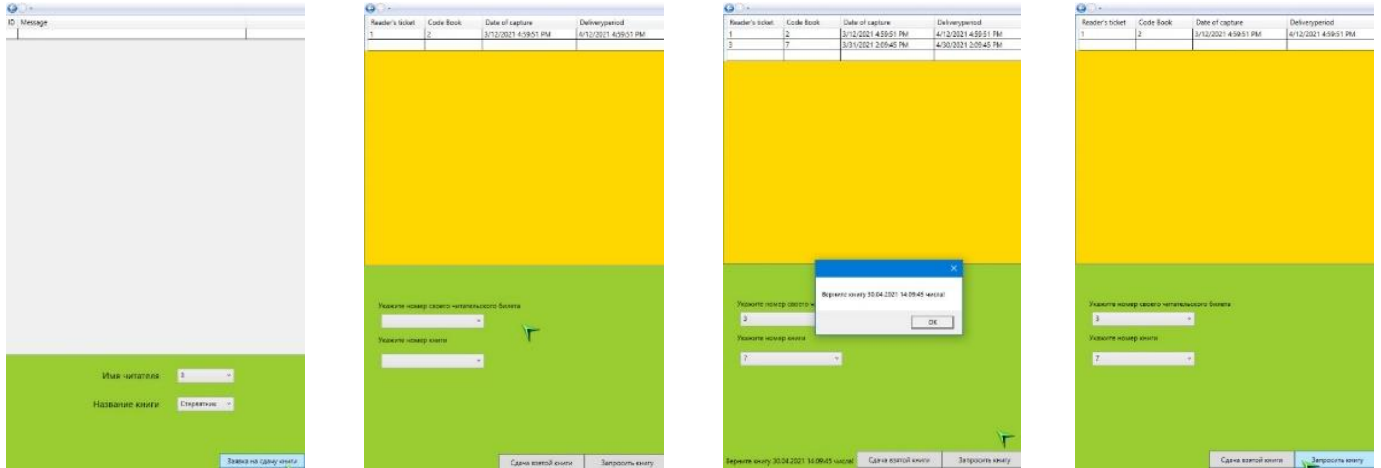 ID Message
Имя читателя 3
Название книги Стервятник
Заявка на сдачу книги
Reader's ticket Code Book Date of capture Deliveryperiod
1 2 3/12/2021 4:59:51 PM 4/12/2021 4:59:51 PM
Укажите номер своего читательского билета
Укажите номер книги
Сдача взятой книги Запросить книгу
Reader's ticket Code Book Date of capture Deliveryperiod
1 2 3/12/2021 4:59:51 PM 4/12/2021 4:59:51 PM
3 7 3/31/2021 2:09:45 PM 4/30/2021 2:09:45 PM
Верните книгу 30.04.2021 14:09:45 числа!
OK
Укажите номер своего
3
Укажите номер книги
7
Верните книгу 30.04.2021 14:09:45 числа! Сдача взятой книги Запросить книгу
Reader's ticket Code Book Date of capture Deliveryperiod
1 2 3/12/2021 4:59:51 PM 4/12/2021 4:59:51 PM
Укажите номер своего читательского билета
3
Укажите номер книги
7
Сдача взятой книги Запросить книгу